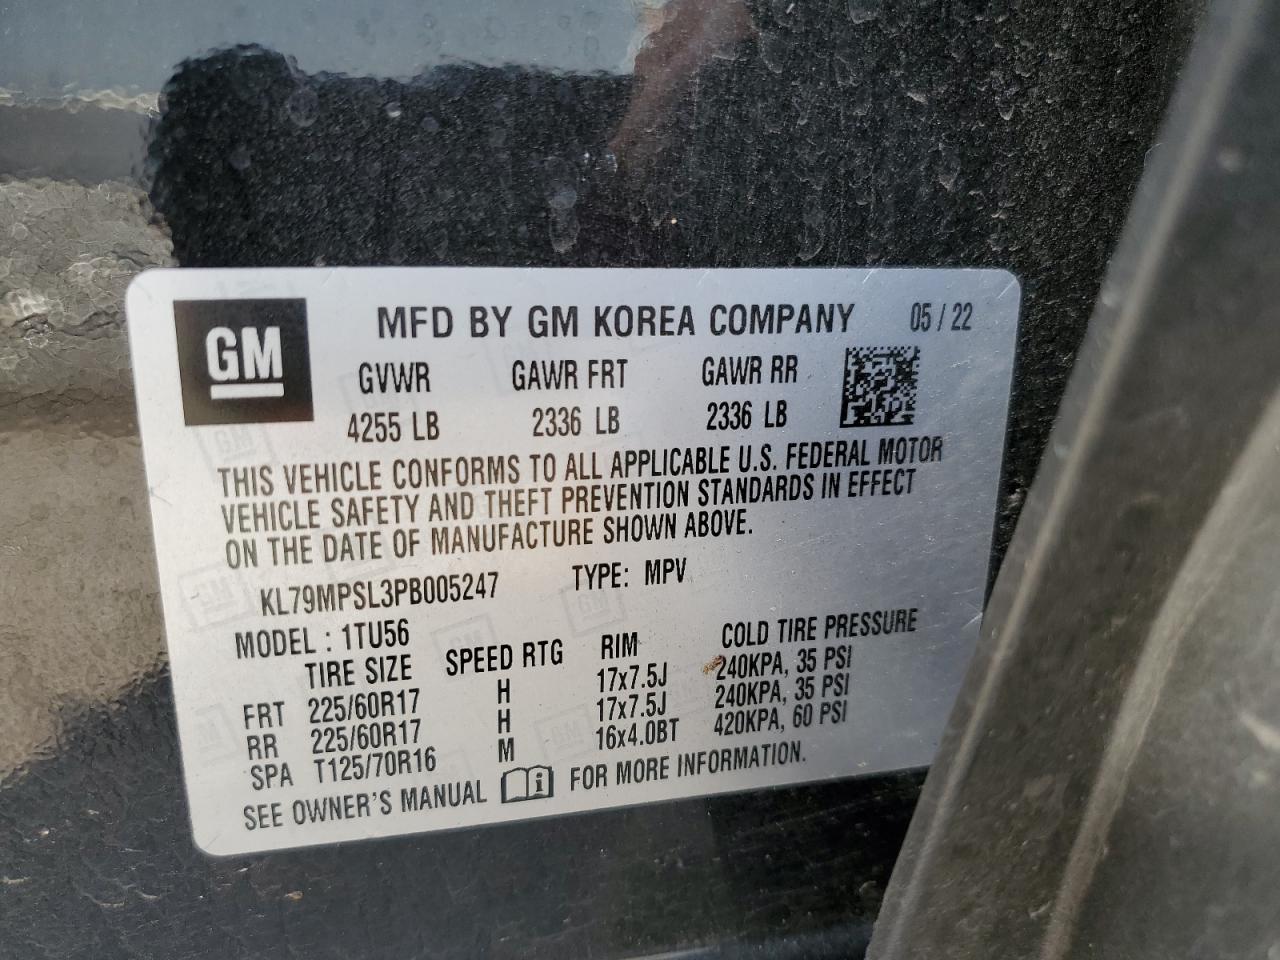 GM MFD BY GM KOREA COMPANY 05 / 22
GVWR GAWR FRT GAWR RR
4255 LB 2336 LB 2336 LB
THIS VEHICLE CONFORMS TO ALL APPLICABLE U.S. FEDERAL MOTOR
VEHICLE SAFETY AND THEFT PREVENTION STANDARDS IN EFFECT
ON THE DATE OF MANUFACTURE SHOWN ABOVE.
KL79MPSL3PB005247 TYPE: MPV
MODEL : 1TU56
TIRE SIZE SPEED RTG RIM COLD TIRE PRESSURE
FRT 225/60R17 H 17x7.5J 240KPA, 35 PSI
RR 225/60R17 H 17x7.5J 240KPA, 35 PSI
SPA T125/70R16 M 16x4.0BT 420KPA, 60 PSI
SEE OWNER'S MANUAL i FOR MORE INFORMATION.